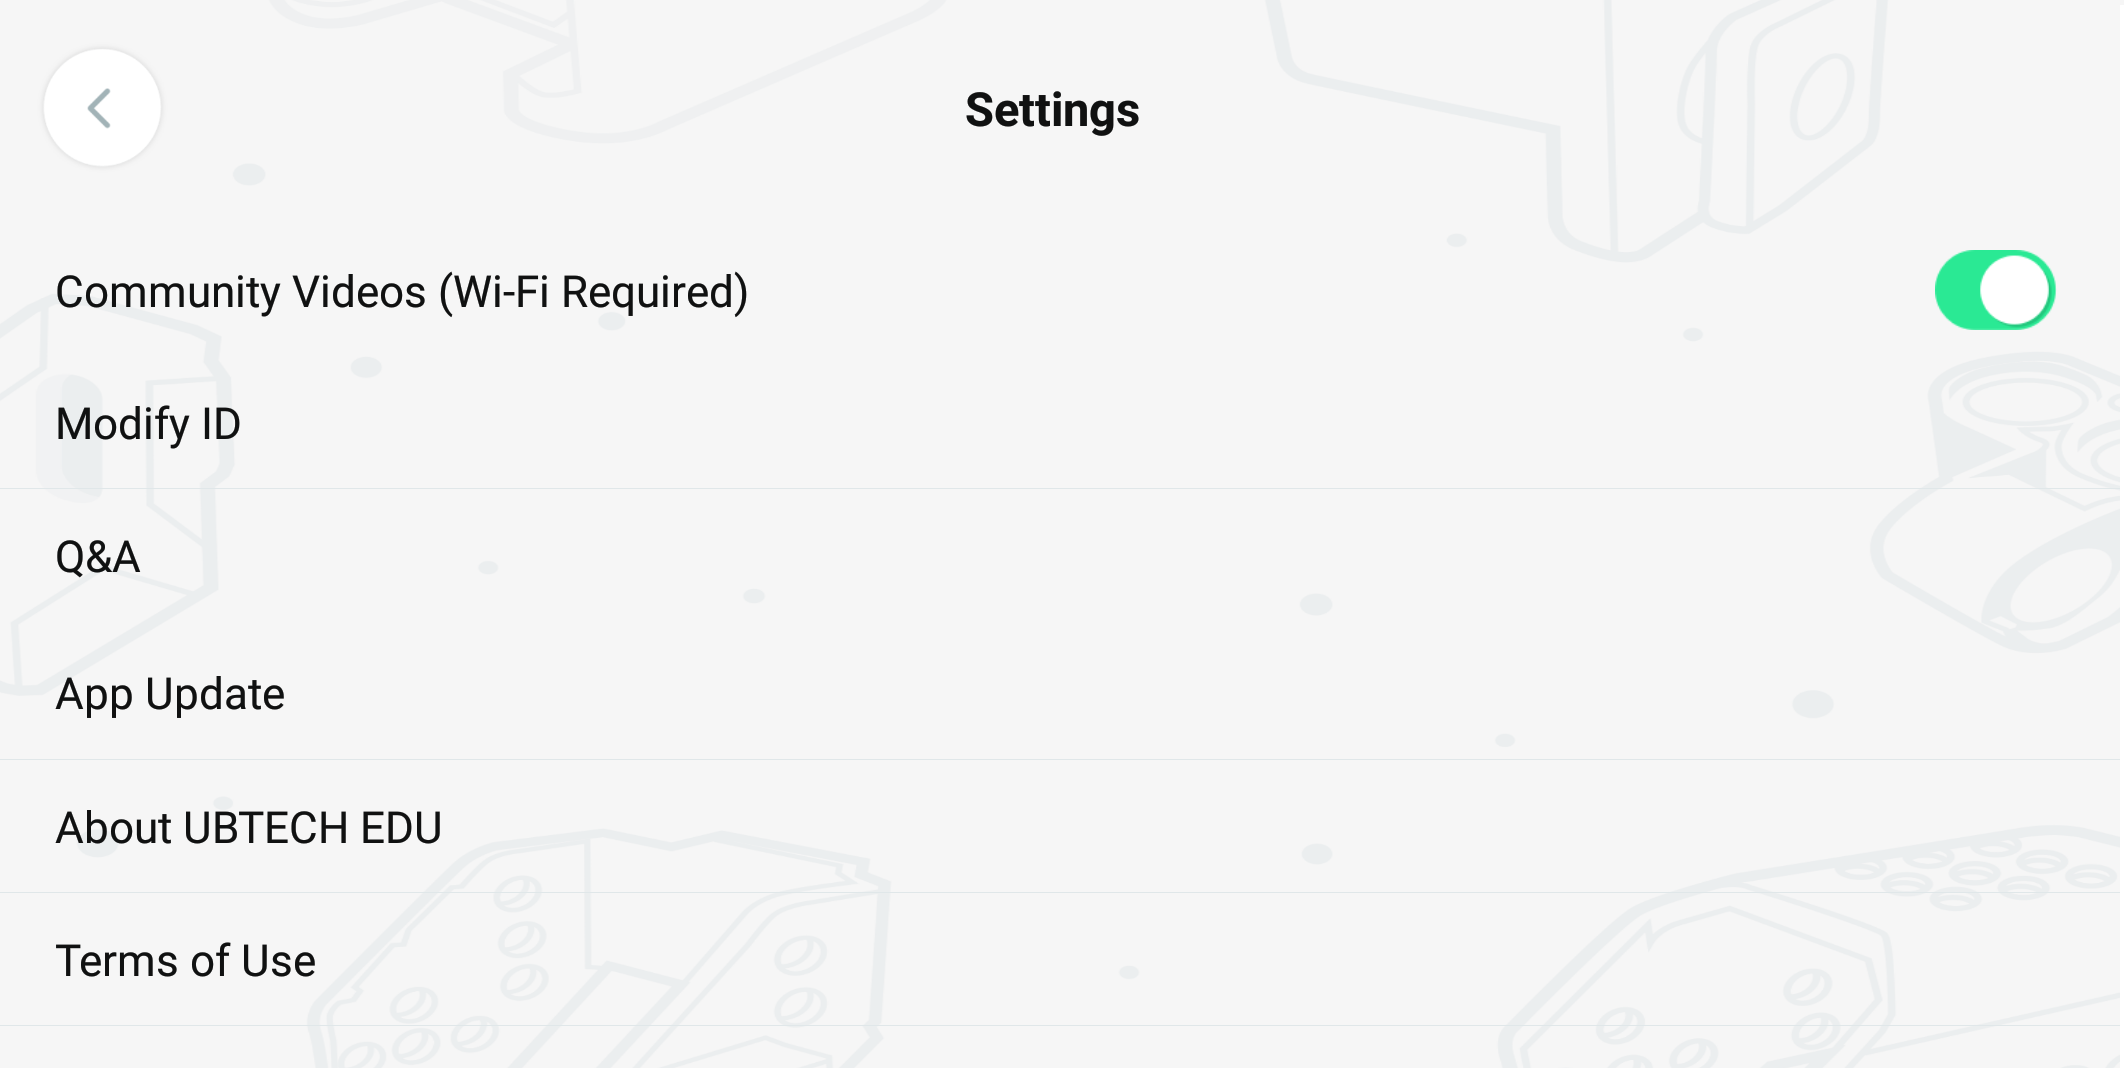 Settings
Community Videos (Wi-Fi Required)
Modify ID
Q&A
App Update
About UBTECH EDU
Terms of Use